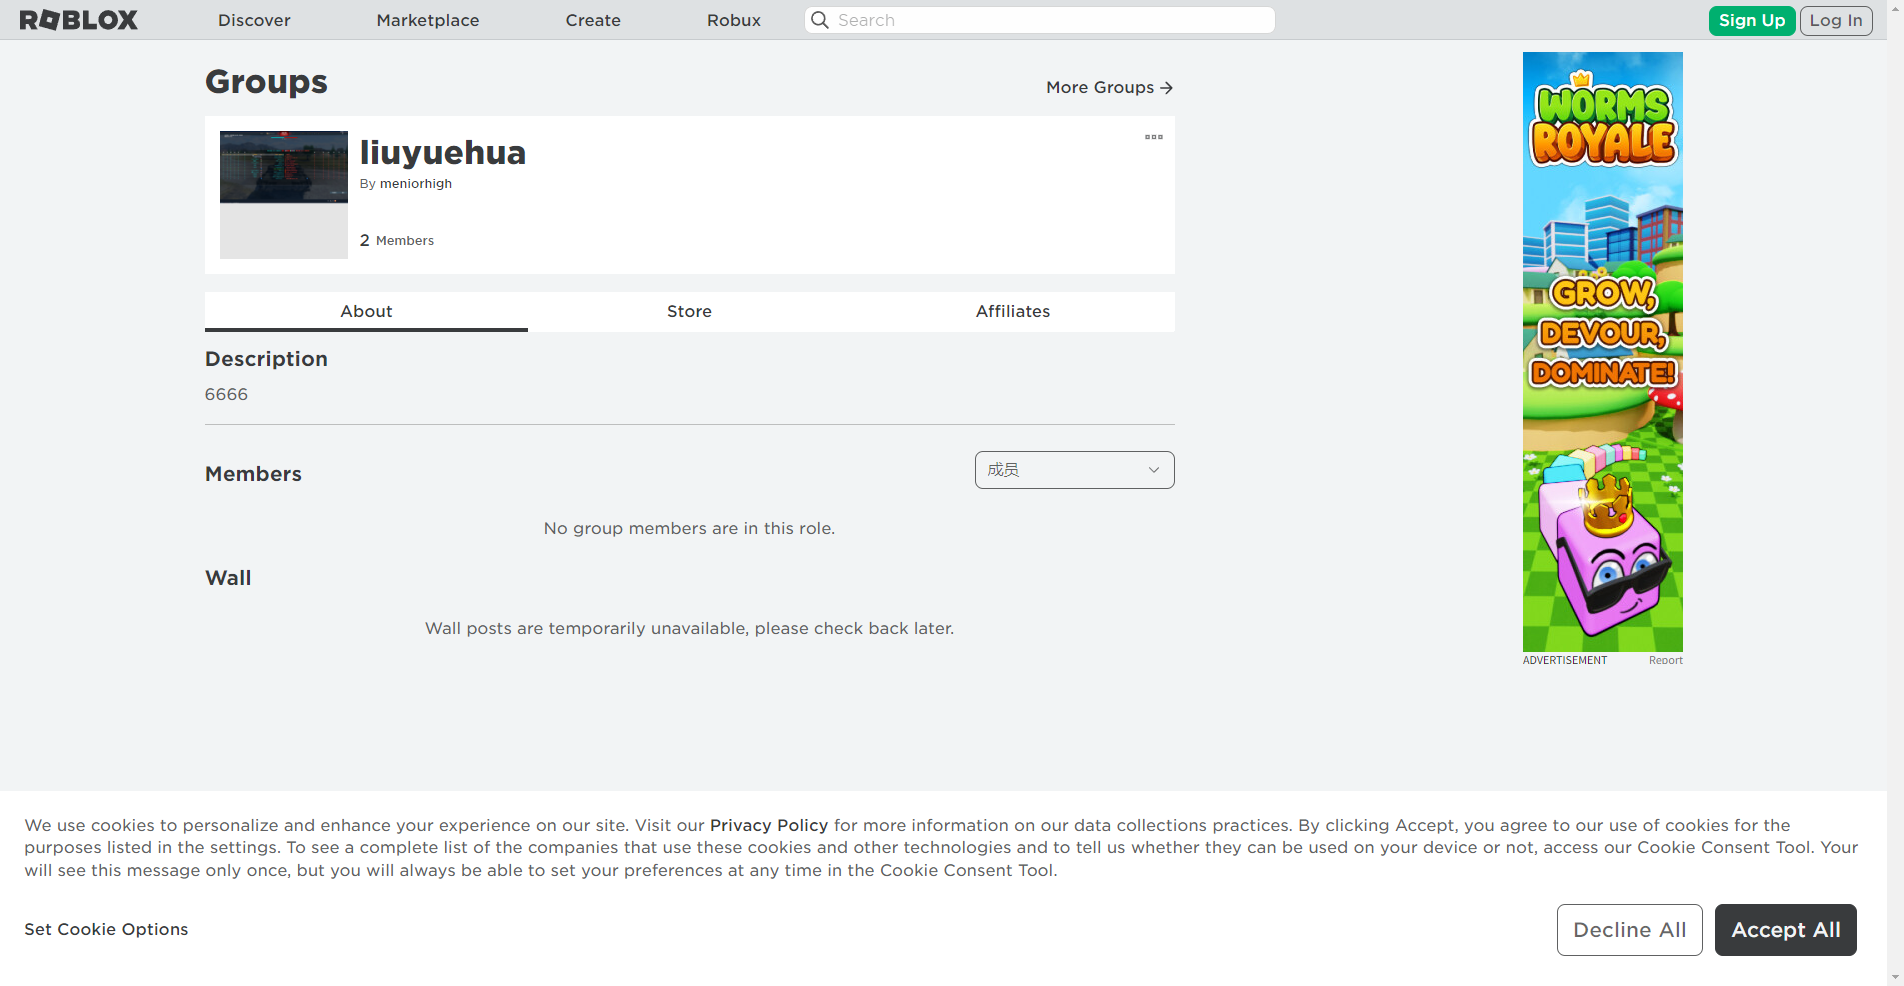 ROBLOX
Discover
Marketplace
Create
Robux
Search
Sign Up
Log In
Groups
More Groups
liuyuehua
By meniorhigh
2 Members
About
Store
Affiliates
Description
6666
Members
成员
No group members are in this role.
Wall
Wall posts are temporarily unavailable, please check back later.
WORMS
ROYALE
GROW,
DEVOUR,
DOMINATE!
ADVERTISEMENT
Report
We use cookies to personalize and enhance your experience on our site. Visit our Privacy Policy for more information on our data collections practices. By clicking Accept, you agree to our use of cookies for the
purposes listed in the settings. To see a complete list of the companies that use these cookies and other technologies and to tell us whether they can be used on your device or not, access our Cookie Consent Tool. Your
will see this message only once, but you will always be able to set your preferences at any time in the Cookie Consent Tool.
Set Cookie Options
Decline All
Accept All